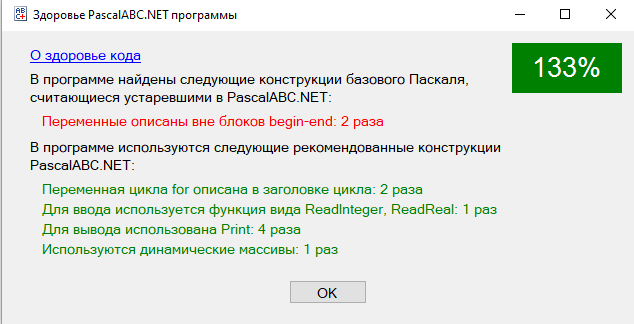 Здоровье PascalABC.NET программы
О здоровье кода
133%
В программе найдены следующие конструкции базового Паскаля,
считающиеся устаревшими в PascalABC.NET:
Переменные описаны вне блоков begin-end: 2 раза
В программе используются следующие рекомендованные конструкции
PascalABC.NET:
Переменная цикла for описана в заголовке цикла: 2 раза
Для ввода используется функция вида ReadInteger, ReadReal: 1 раз
Для вывода использована Print: 4 раза
Используются динамические массивы: 1 раз
OK